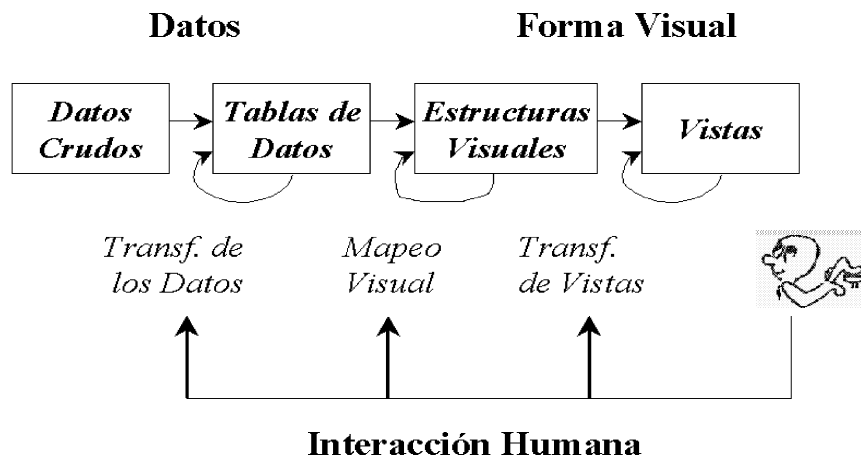 Datos
Forma Visual
Datos
Crudos
Tablas de
Datos
Estructuras
Visuales
Vistas
Transf. de
los Datos
Mapeo
Visual
Transf.
de Vistas
Interacción Humana